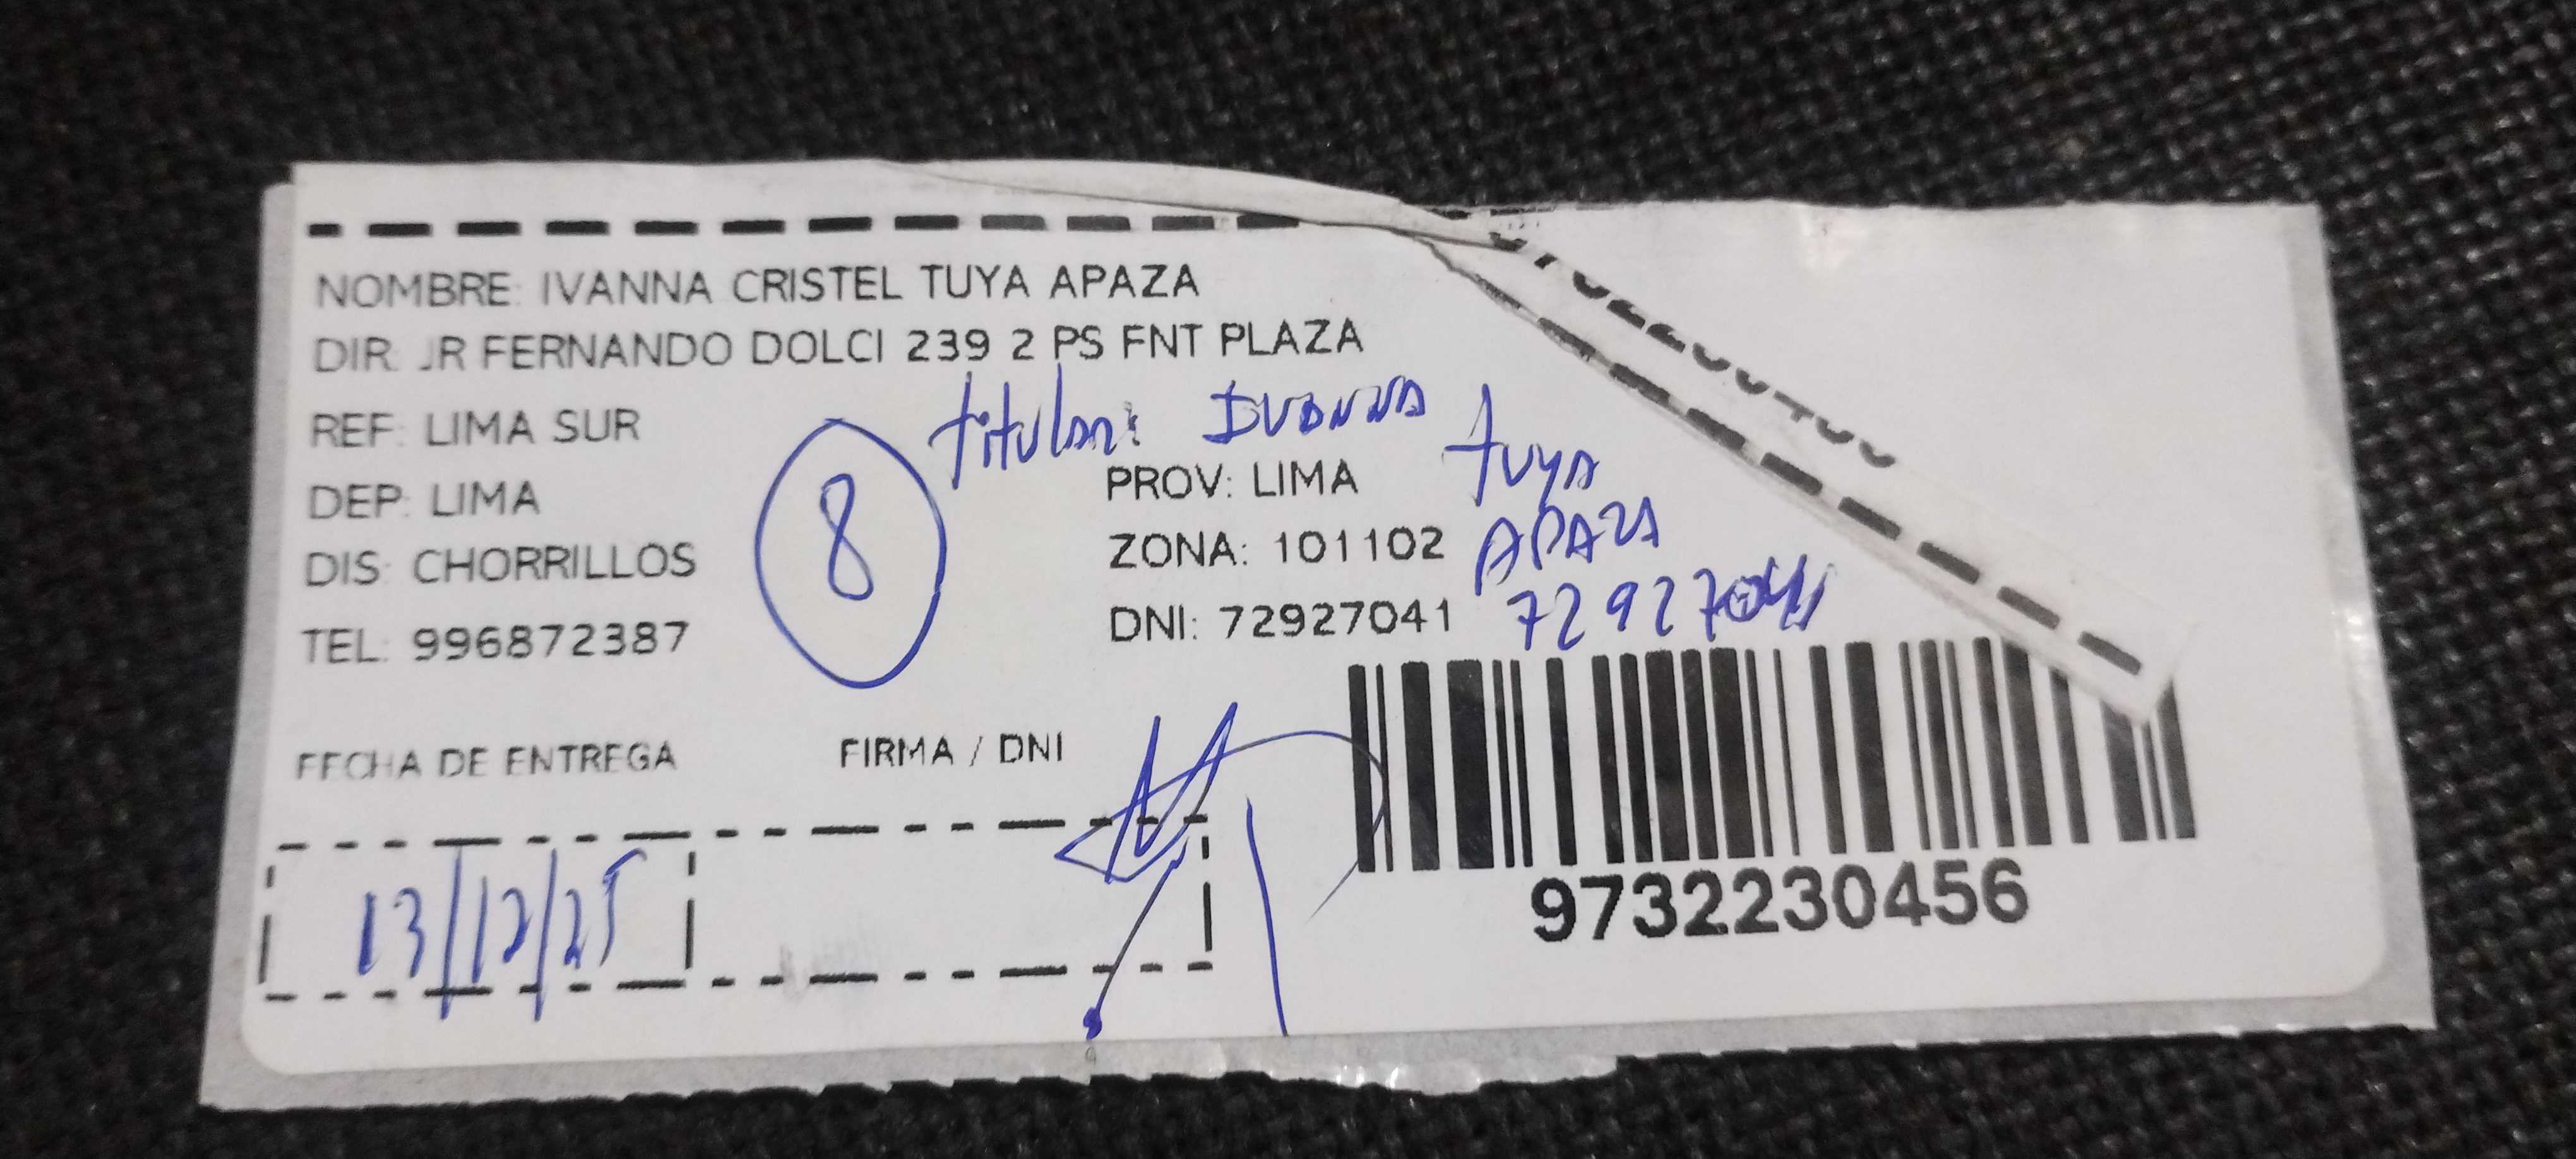 NOMBRE: IVANNA CRISTEL TUYA APAZA
DIR: JR FERNANDO DOLCI 239 2 PS FNT PLAZA
REF: LIMA SUR
titular: IVANNA
TUYA
APAZA
72927041
8
DEP: LIMA
PROV: LIMA
DIS: CHORRILLOS
ZONA: 101102
TEL: 996872387
DNI: 72927041
FECHA DE ENTREGA
FIRMA / DNI
13/12/25
9732230456